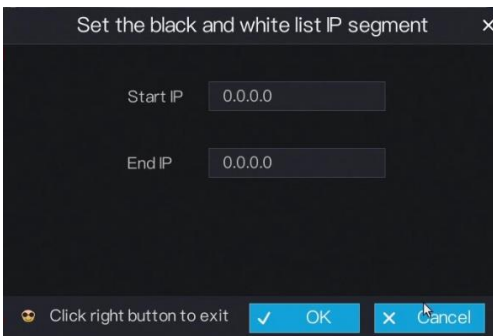 Set the black and white list IP segment
Start IP 0.0.0.0
End IP 0.0.0.0
Click right button to exit OK Cancel